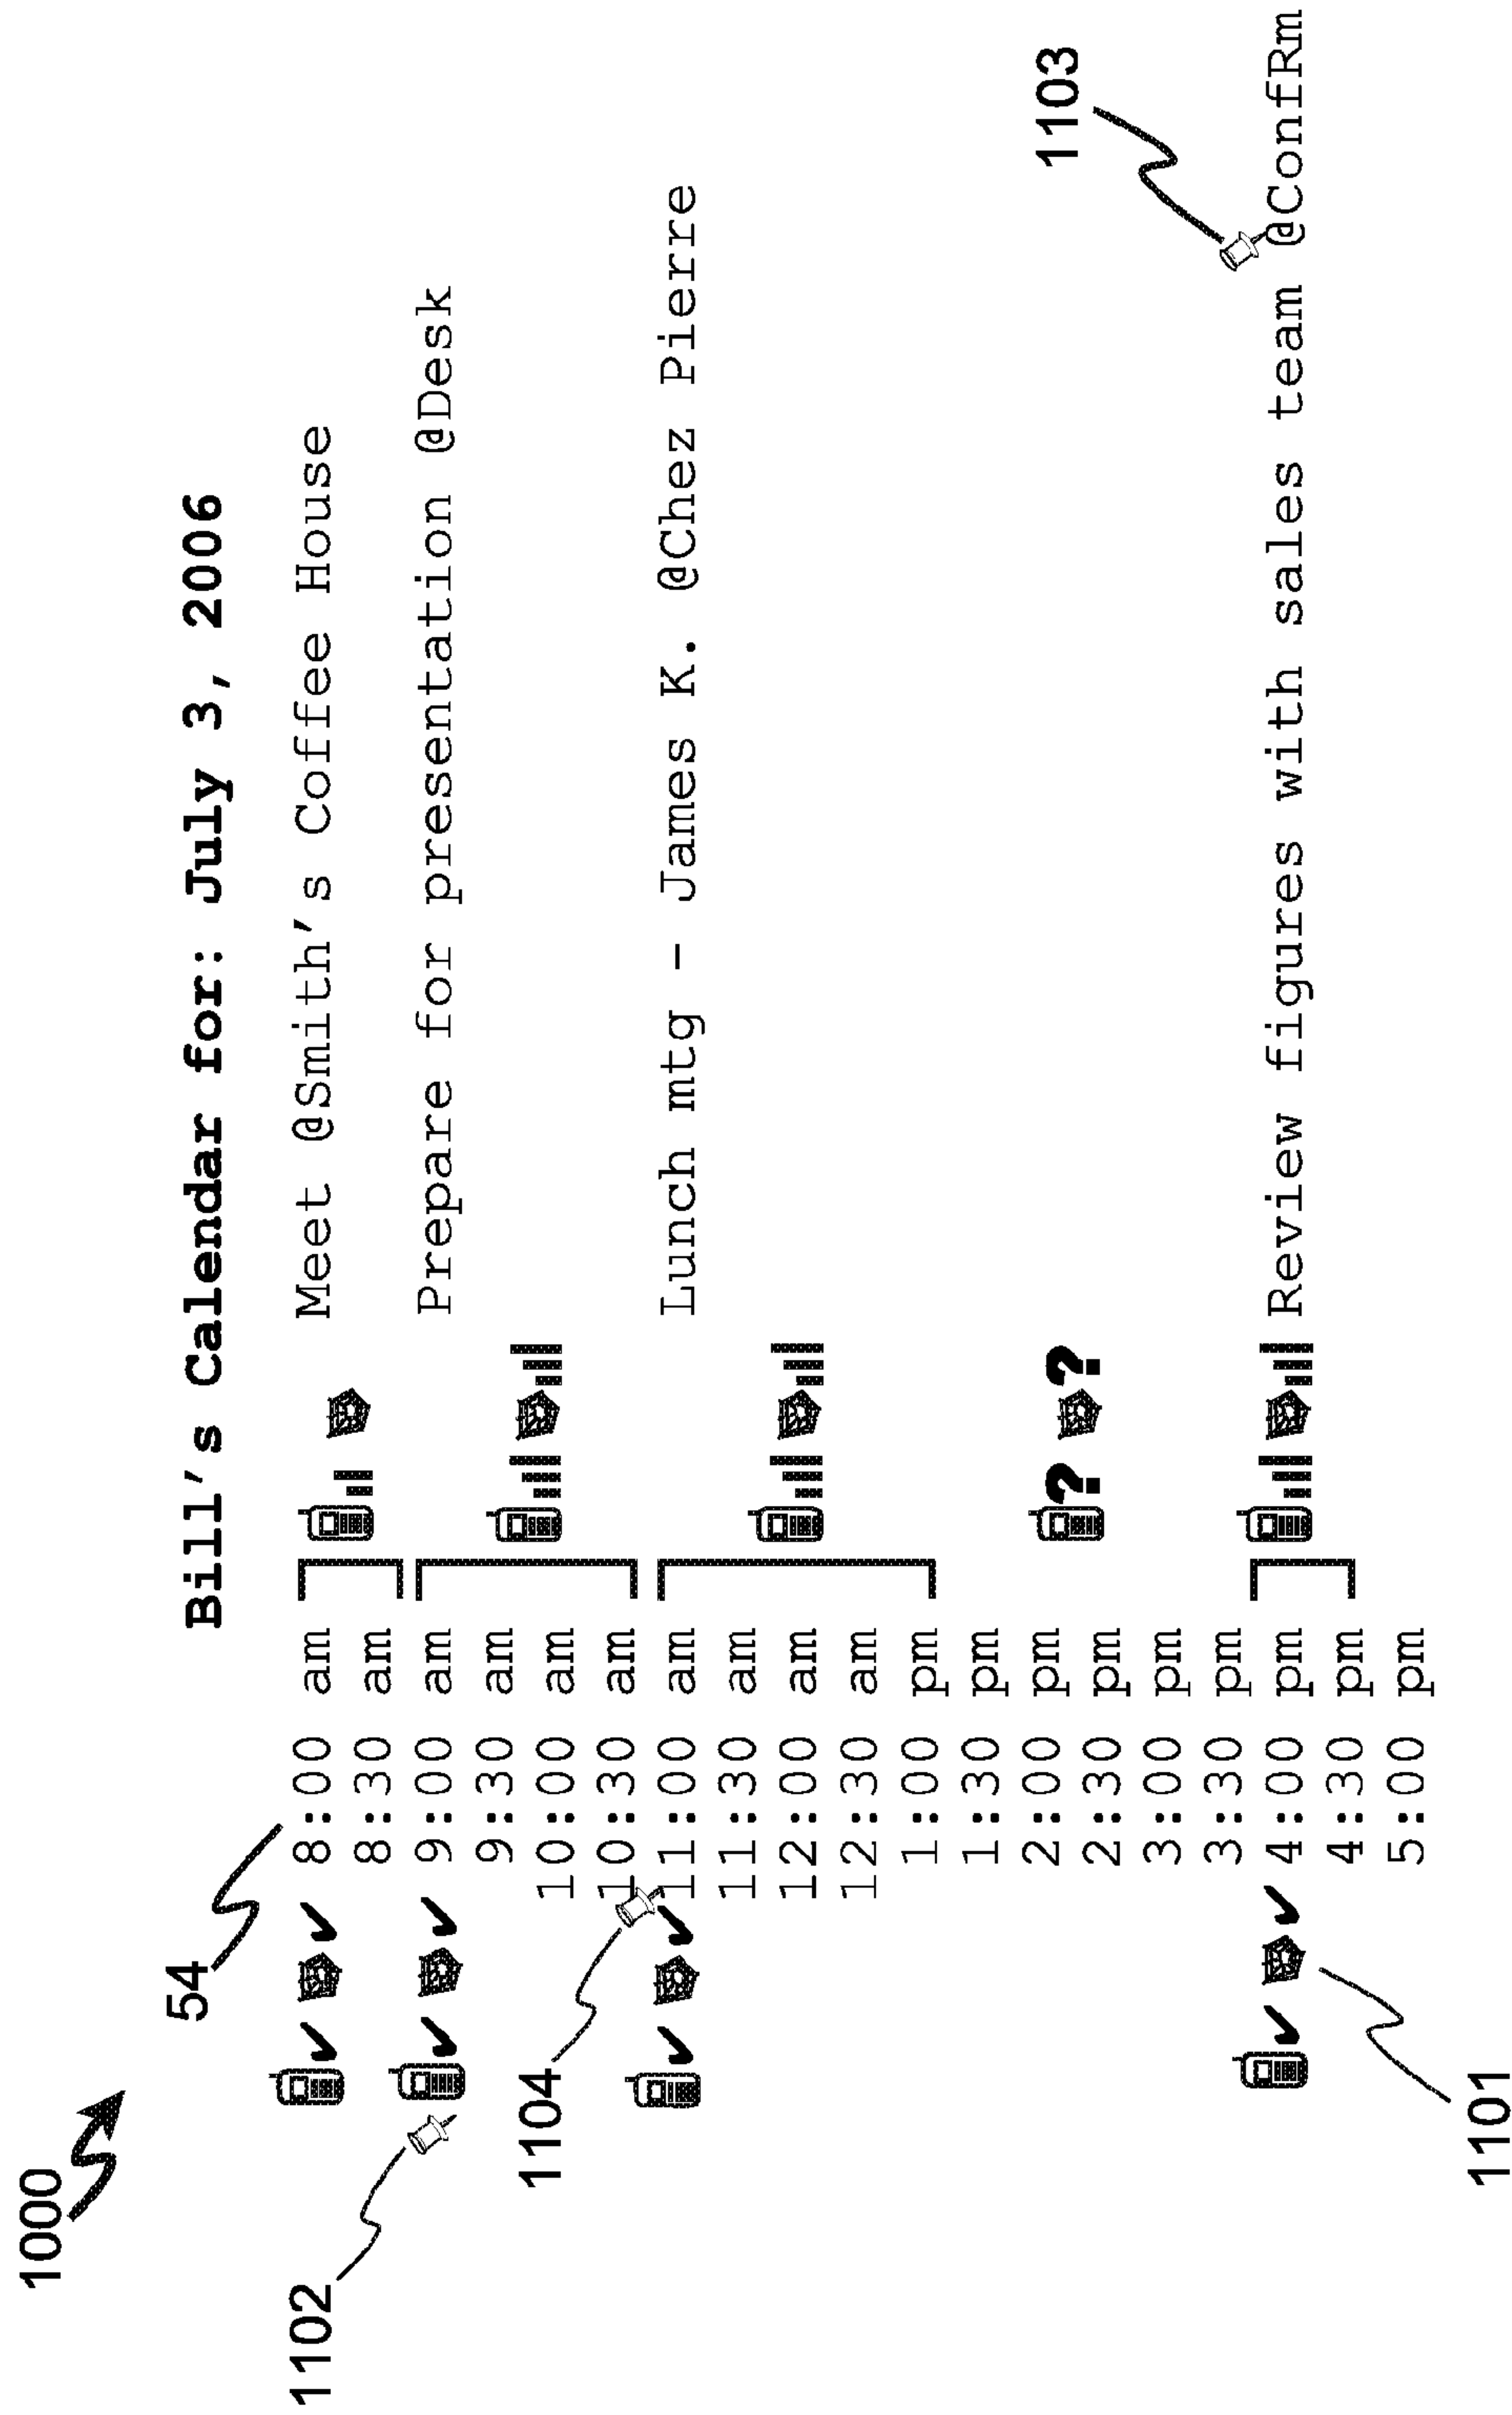 1000
54
Bill's Calendar for: July 3, 2006
8:00 am Meet @Smith's Coffee House
8:30 am
1102
9:00 am Prepare for presentation @Desk
9:30 am
10:00 am
10:30 am
1104
11:00 am Lunch mtg - James K. @Chez Pierre
11:30 am
12:00 am
12:30 am
1:00 pm
1:30 pm
2:00 pm ? ?
2:30 pm
3:00 pm
3:30 pm
1103
4:00 pm Review figures with sales team @ConfRm
4:30 pm
5:00 pm
1101